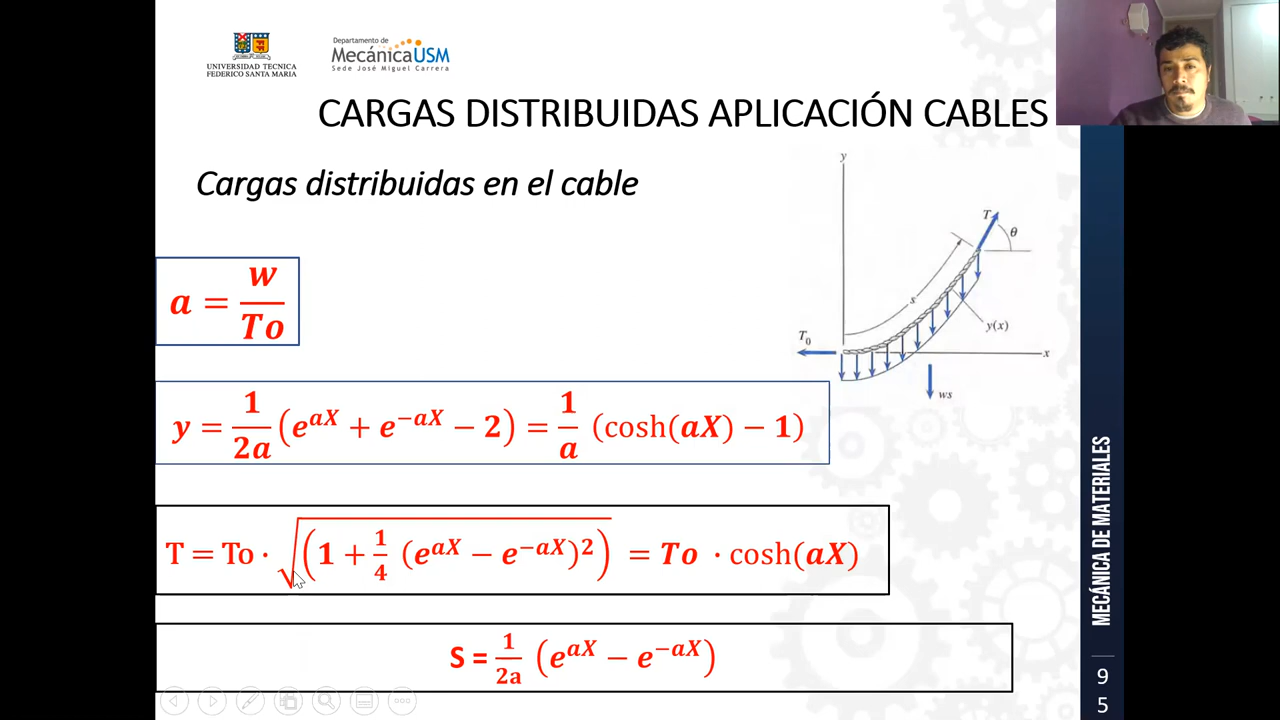 UNIVERSIDAD TECNICA
FEDERICO SANTA MARIA
Departamento de
MecánicaUSM
Sede José Miguel Carrera
CARGAS DISTRIBUIDAS APLICACIÓN CABLES
Cargas distribuidas en el cable
a = w/To
y = 1/2a (e^aX + e^−aX − 2) = 1/a (cosh(aX) − 1)
T = To · √(1 + 1/4 (e^aX − e^−aX)^2) = To · cosh(aX)
S = 1/2a (e^aX − e^−aX)
y
T
θ
s
y(x)
T₀
x
ws
MECÁNICA DE MATERIALES
9
5